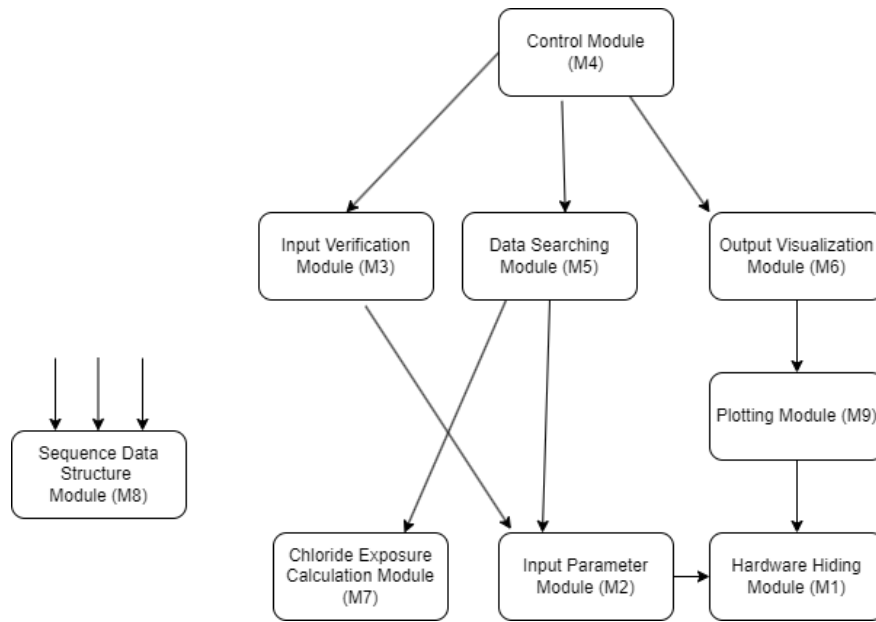 Control Module
(M4)
Input Verification
Module (M3)
Data Searching
Module (M5)
Output Visualization
Module (M6)
Plotting Module (M9)
Sequence Data
Structure
Module (M8)
Chloride Exposure
Calculation Module
(M7)
Input Parameter
Module (M2)
Hardware Hiding
Module (M1)